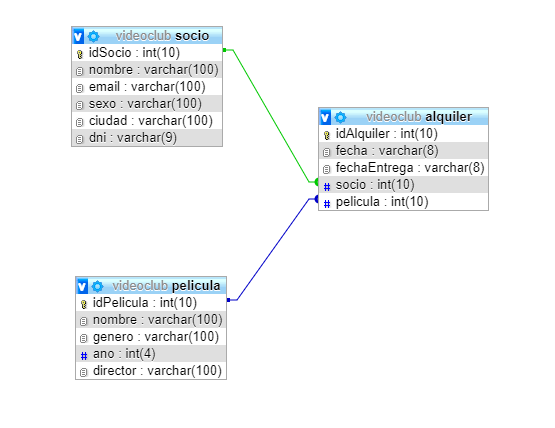 videoclub socio
idSocio : int(10)
nombre : varchar(100)
email : varchar(100)
sexo : varchar(100)
ciudad : varchar(100)
dni : varchar(9)
videoclub alquiler
idAlquiler : int(10)
fecha : varchar(8)
fechaEntrega : varchar(8)
# socio : int(10)
# pelicula : int(10)
videoclub pelicula
idPelicula : int(10)
nombre : varchar(100)
genero : varchar(100)
# ano : int(4)
director : varchar(100)